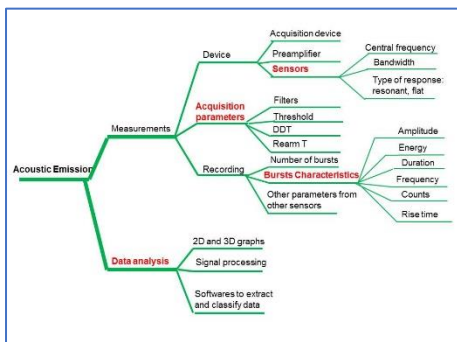 Acoustic Emission
Measurements
Device
Acquisition device
Preamplifier
Sensors
Central frequency
Bandwidth
Type of response:
resonant, flat
Acquisition
parameters
Filters
Threshold
DDT
Rearm T
Recording
Number of bursts
Bursts Characteristics
Amplitude
Energy
Duration
Frequency
Counts
Rise time
Other parameters from
other sensors
Data analysis
2D and 3D graphs
Signal processing
Softwares to extract
and classify data